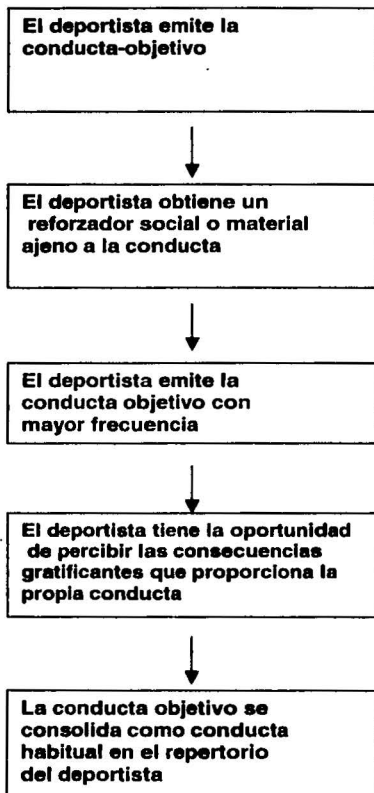 El deportista emite la
conducta-objetivo
El deportista obtiene un
reforzador social o material
ajeno a la conducta
El deportista emite la
conducta objetivo con
mayor frecuencia
El deportista tiene la oportunidad
de percibir las consecuencias
gratificantes que proporciona la
propia conducta
La conducta objetivo se
consolida como conducta
habitual en el repertorio
del deportista